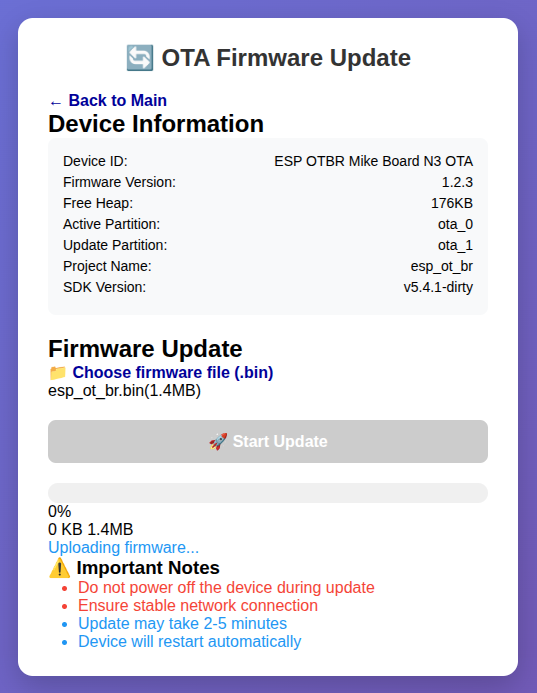 🔄 OTA Firmware Update
← Back to Main
Device Information
Device ID: ESP OTBR Mike Board N3 OTA
Firmware Version: 1.2.3
Free Heap: 176KB
Active Partition: ota_0
Update Partition: ota_1
Project Name: esp_ot_br
SDK Version: v5.4.1-dirty
Firmware Update
📁 Choose firmware file (.bin)
esp_ot_br.bin(1.4MB)
🚀 Start Update
0%
0 KB 1.4MB
Uploading firmware...
⚠️ Important Notes
• Do not power off the device during update
• Ensure stable network connection
• Update may take 2-5 minutes
• Device will restart automatically